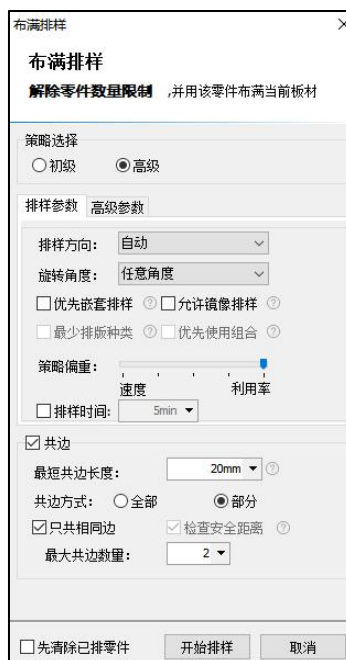 布满排样
布满排样
解除零件数量限制 ,并用该零件布满当前板材
策略选择
初级 高级
排样参数 高级参数
排样方向: 自动
旋转角度: 任意角度
优先嵌套排样 ? 允许镜像排样 ?
最少排版种类 ? 优先使用组合 ?
策略偏重:
速度 利用率
排样时间: 5min
共边
最短共边长度: 20mm ?
共边方式: 全部 部分
只共相同边 检查安全距离 ?
最大共边数量: 2
先清除已排零件 开始排样 取消